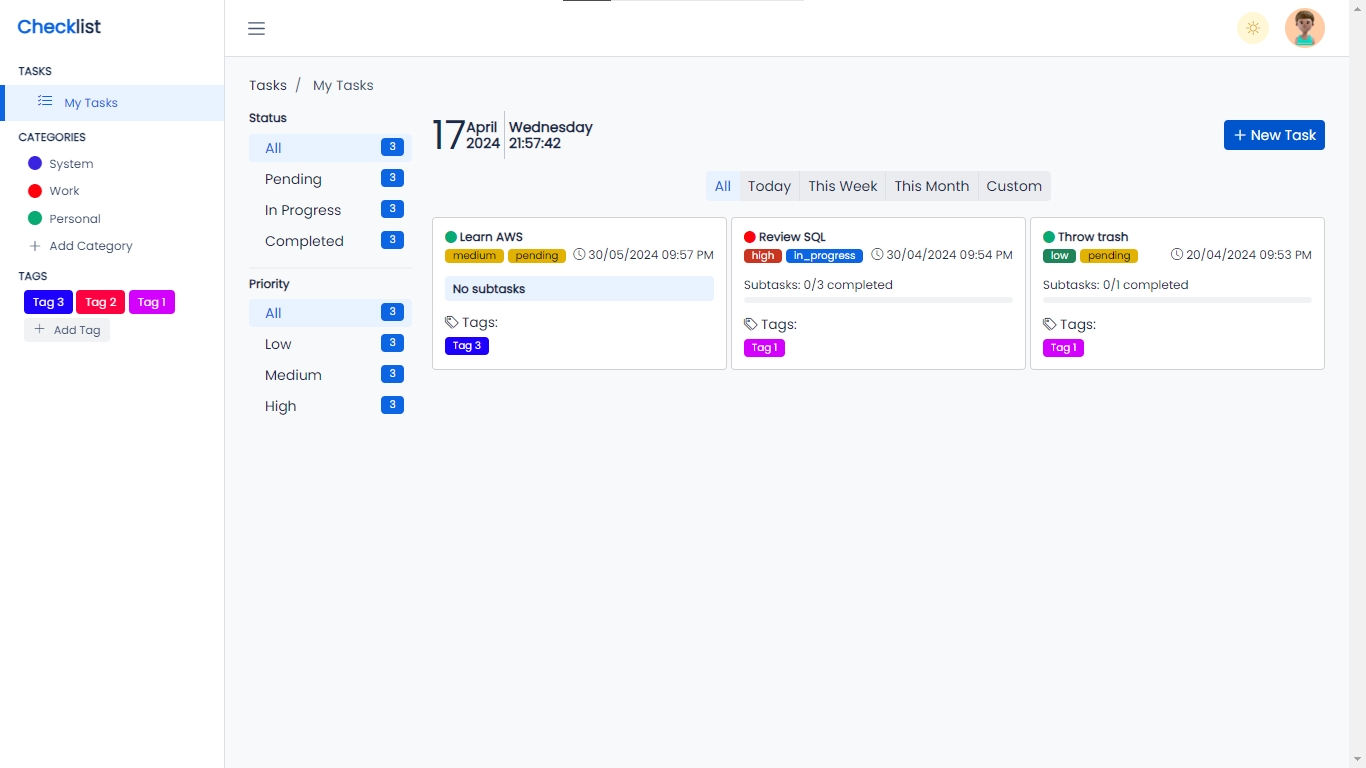 Checklist
TASKS
My Tasks
CATEGORIES
System
Work
Personal
Add Category
TAGS
Tag 3 Tag 2 Tag 1
Add Tag
Tasks / My Tasks
Status
All 3
Pending 3
In Progress 3
Completed 3
Priority
All 3
Low 3
Medium 3
High 3
17 April 2024 Wednesday 21:57:42
+ New Task
All Today This Week This Month Custom
Learn AWS
medium pending 30/05/2024 09:57 PM
No subtasks
Tags:
Tag 3
Review SQL
high in_progress 30/04/2024 09:54 PM
Subtasks: 0/3 completed
Tags:
Tag 1
Throw trash
low pending 20/04/2024 09:53 PM
Subtasks: 0/1 completed
Tags:
Tag 1